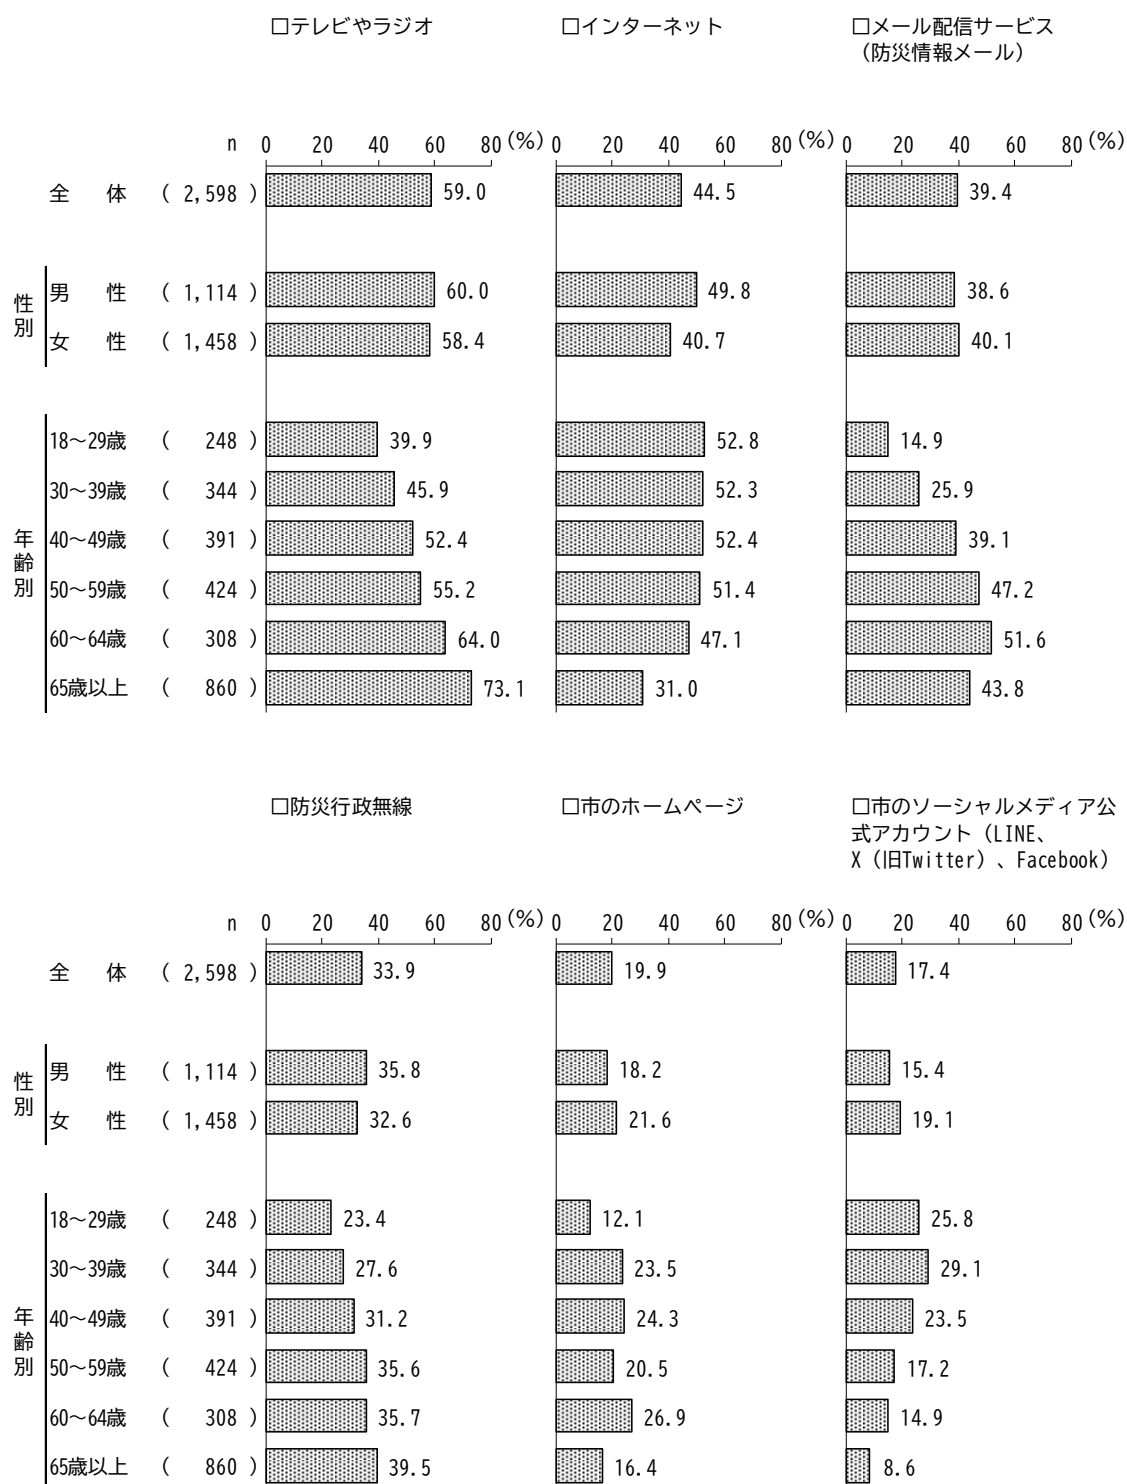 □テレビやラジオ □インターネット □メール配信サービス
（防災情報メール）
n 0 20 40 60 80 (%) 0 20 40 60 80 (%) 0 20 40 60 80 (%)
全 体 ( 2,598 ) 59.0 44.5 39.4
性別
男 性 ( 1,114 ) 60.0 49.8 38.6
女 性 ( 1,458 ) 58.4 40.7 40.1
年齢別
18～29歳 ( 248 ) 39.9 52.8 14.9
30～39歳 ( 344 ) 45.9 52.3 25.9
40～49歳 ( 391 ) 52.4 52.4 39.1
50～59歳 ( 424 ) 55.2 51.4 47.2
60～64歳 ( 308 ) 64.0 47.1 51.6
65歳以上 ( 860 ) 73.1 31.0 43.8
□防災行政無線 □市のホームページ □市のソーシャルメディア公
式アカウント（LINE、
X（旧Twitter）、Facebook）
n 0 20 40 60 80 (%) 0 20 40 60 80 (%) 0 20 40 60 80 (%)
全 体 ( 2,598 ) 33.9 19.9 17.4
性別
男 性 ( 1,114 ) 35.8 18.2 15.4
女 性 ( 1,458 ) 32.6 21.6 19.1
年齢別
18～29歳 ( 248 ) 23.4 12.1 25.8
30～39歳 ( 344 ) 27.6 23.5 29.1
40～49歳 ( 391 ) 31.2 24.3 23.5
50～59歳 ( 424 ) 35.6 20.5 17.2
60～64歳 ( 308 ) 35.7 26.9 14.9
65歳以上 ( 860 ) 39.5 16.4 8.6